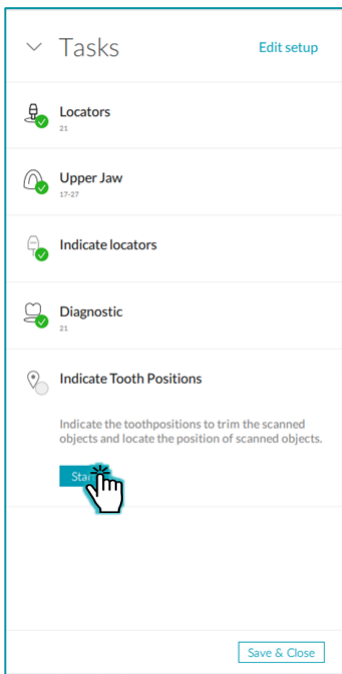 Tasks
Edit setup
Locators
21
Upper Jaw
17-27
Indicate locators
Diagnostic
21
Indicate Tooth Positions
Indicate the toothpositions to trim the scanned
objects and locate the position of scanned objects.
Save & Close